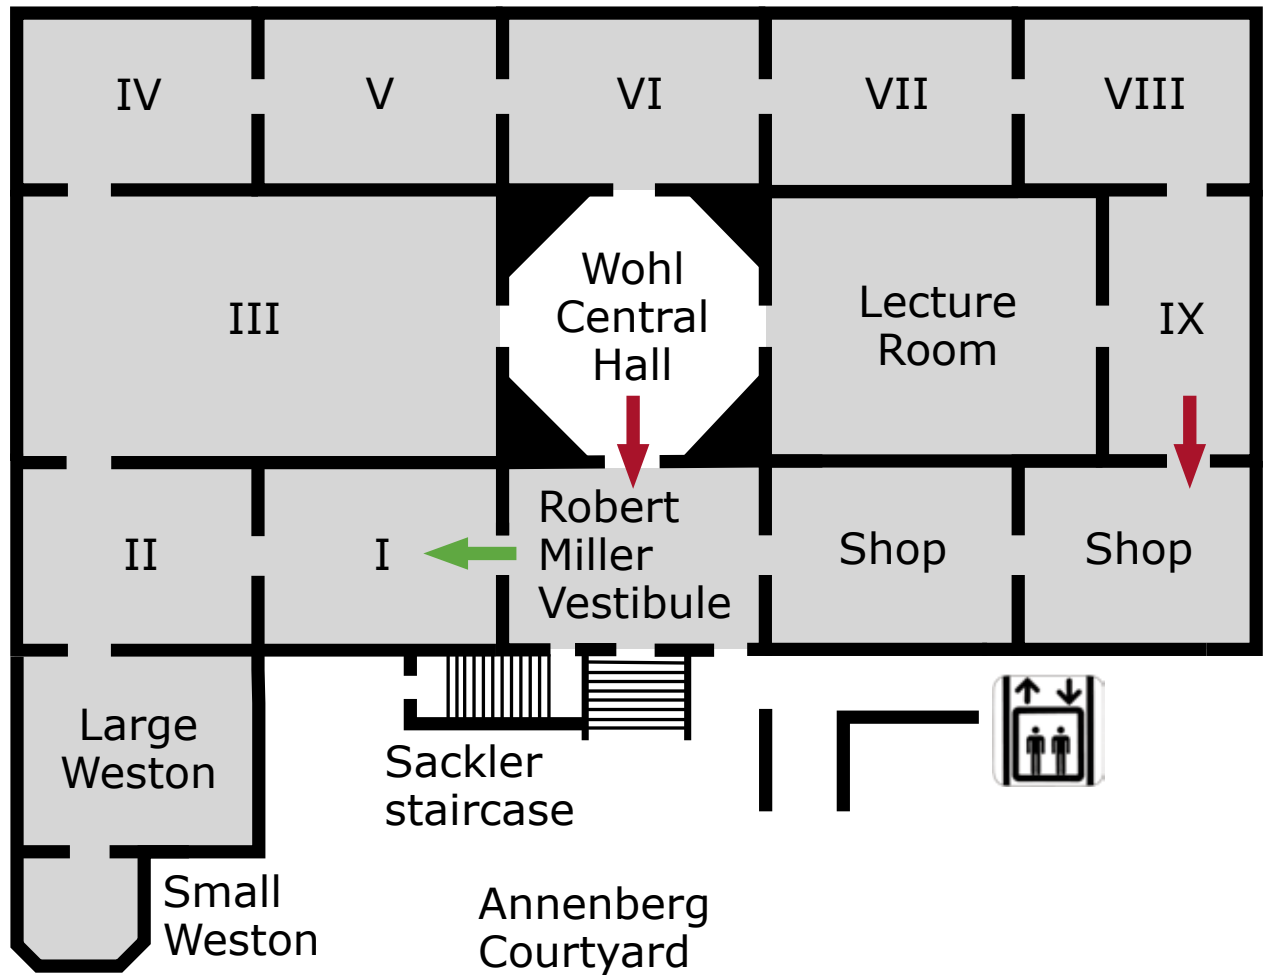 IV
V
VI
VII
VIII
III
Wohl
Central
Hall
Lecture
Room
IX
II
I
Robert
Miller
Vestibule
Shop
Shop
Large
Weston
Sackler
staircase
Small
Weston
Annenberg
Courtyard